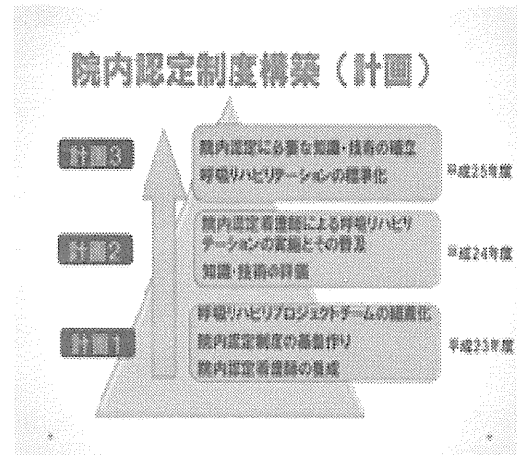 院内認定制度構築（計画）
計画3
院内認定に必要な知識・技術の確立
呼吸リハビリテーションの標準化
平成25年度
計画2
院内認定看護師による呼吸リハビリ
テーションの実施とその普及
知識・技術の評価
平成24年度
計画1
呼吸リハビリプロジェクトチームの組織化
院内認定制度の基盤作り
院内認定看護師の養成
平成23年度